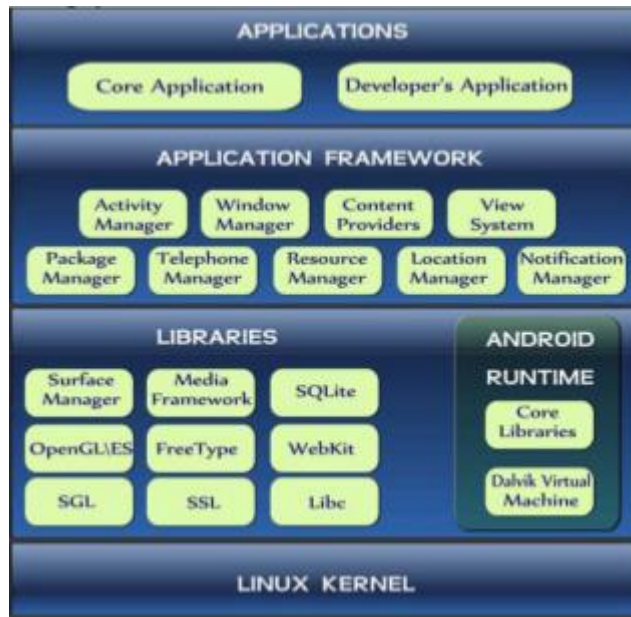 APPLICATIONS
Core Application
Developer's Application
APPLICATION FRAMEWORK
Activity
Manager
Window
Manager
Content
Providers
View
System
Package
Manager
Telephone
Manager
Resource
Manager
Location
Manager
Notification
Manager
LIBRARIES
Surface
Manager
Media
Framework
SQLite
OpenGL\ES
FreeType
WebKit
SGL
SSL
Libc
ANDROID
RUNTIME
Core
Libraries
Dalvik Virtual
Machine
LINUX KERNEL